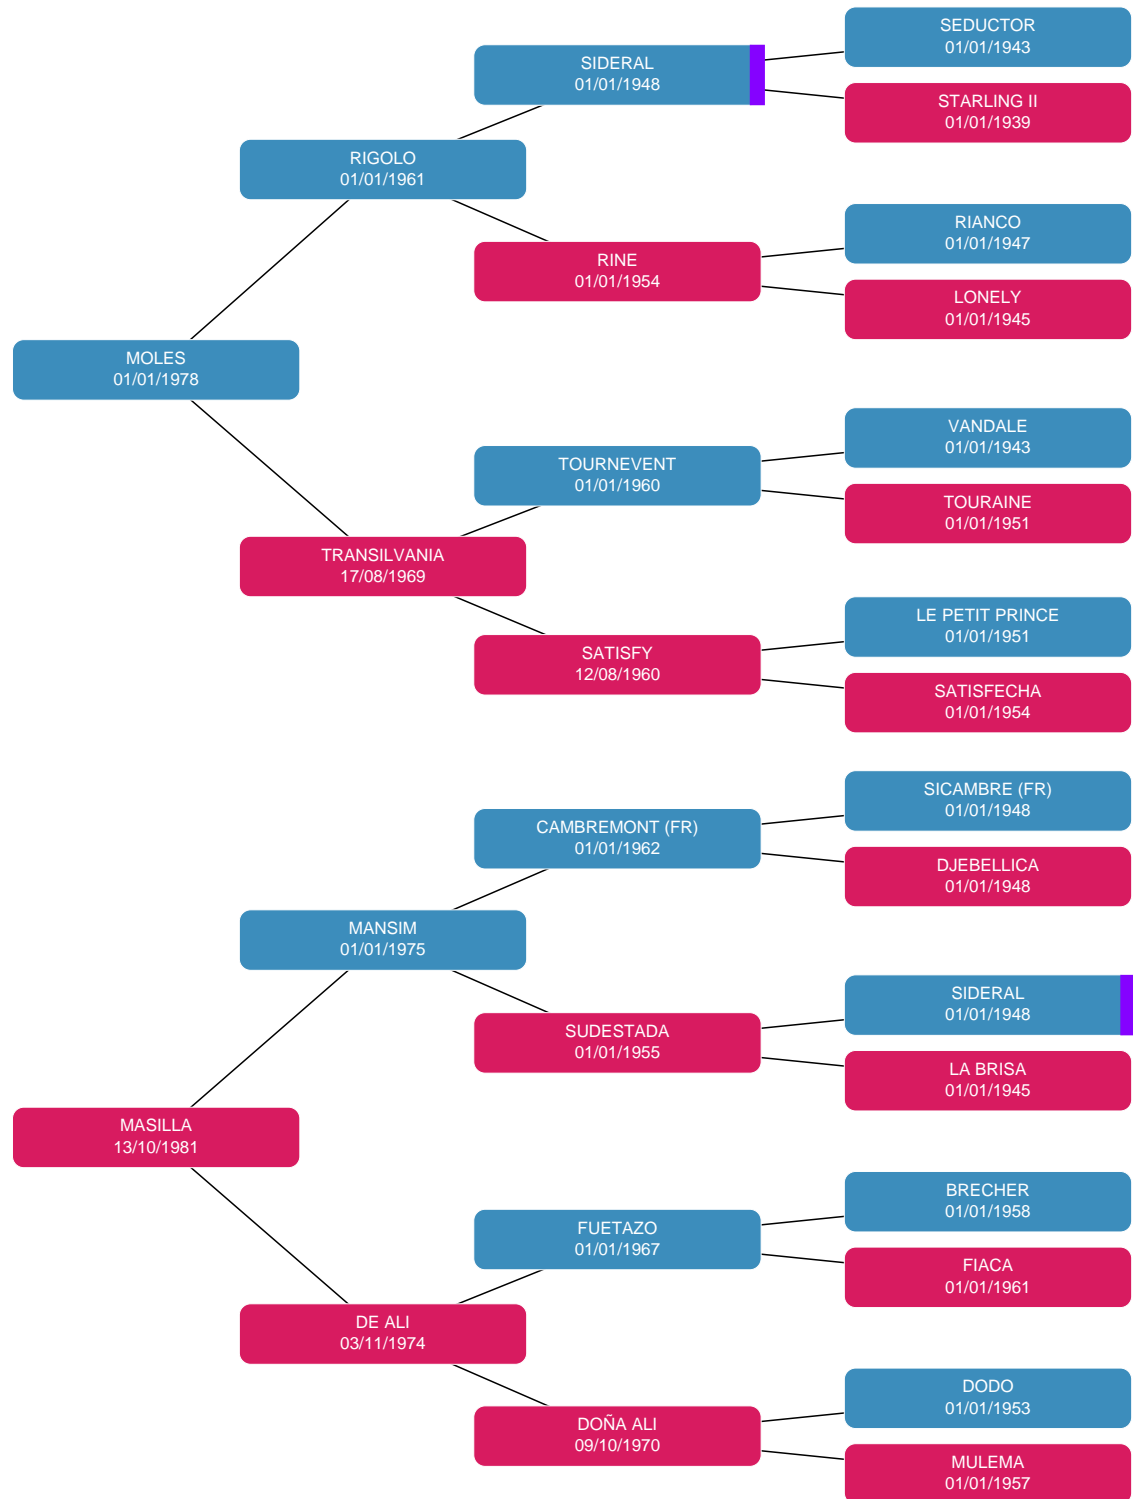 SEDUCTOR
01/01/1943
SIDERAL
01/01/1948
STARLING II
01/01/1939
RIGOLO
01/01/1961
RIANCO
01/01/1947
RINE
01/01/1954
LONELY
01/01/1945
MOLES
01/01/1978
VANDALE
01/01/1943
TOURNEVENT
01/01/1960
TOURAINE
01/01/1951
TRANSILVANIA
17/08/1969
LE PETIT PRINCE
01/01/1951
SATISFY
12/08/1960
SATISFECHA
01/01/1954
SICAMBRE (FR)
01/01/1948
CAMBREMONT (FR)
01/01/1962
DJEBELLICA
01/01/1948
MANSIM
01/01/1975
SIDERAL
01/01/1948
SUDESTADA
01/01/1955
LA BRISA
01/01/1945
MASILLA
13/10/1981
BRECHER
01/01/1958
FUETAZO
01/01/1967
FIACA
01/01/1961
DE ALI
03/11/1974
DODO
01/01/1953
DOÑA ALI
09/10/1970
MULEMA
01/01/1957